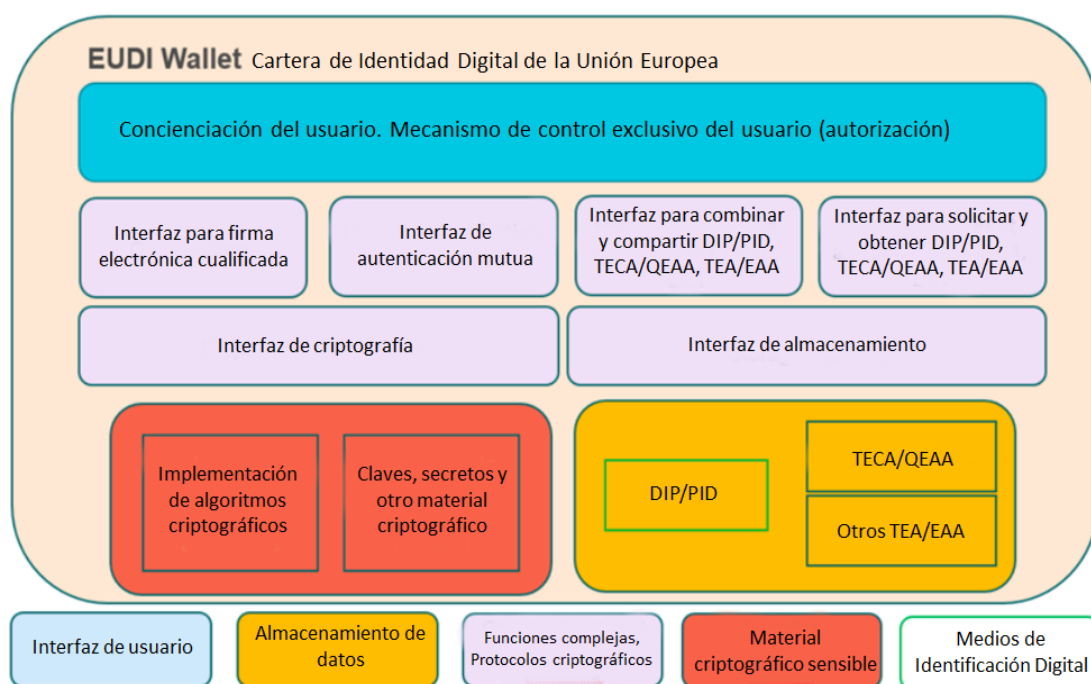 EUDI Wallet Cartera de Identidad Digital de la Unión Europea
Concienciación del usuario. Mecanismo de control exclusivo del usuario (autorización)
Interfaz para firma
electrónica cualificada
Interfaz de
autenticación mutua
Interfaz para combinar
y compartir DIP/PID,
TECA/QEAA, TEA/EAA
Interfaz para solicitar y
obtener DIP/PID,
TECA/QEAA, TEA/EAA
Interfaz de criptografía
Interfaz de almacenamiento
Implementación
de algoritmos
criptográficos
Claves, secretos y
otro material
criptográfico
DIP/PID
TECA/QEAA
Otros TEA/EAA
Interfaz de usuario
Almacenamiento de
datos
Funciones complejas,
Protocolos criptográficos
Material
criptográfico sensible
Medios de
Identificación Digital